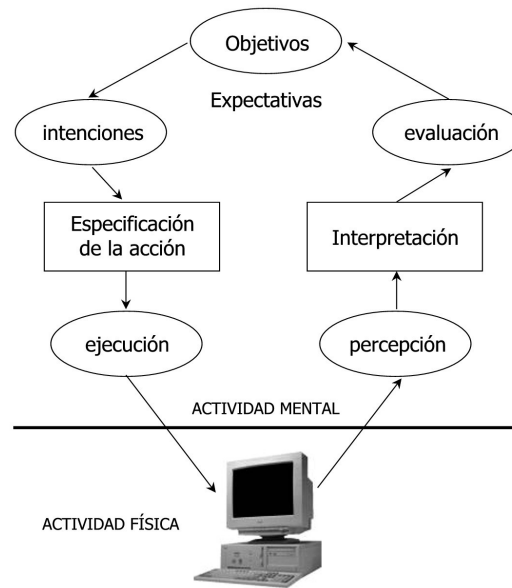 Objetivos
Expectativas
intenciones
evaluación
Especificación
de la acción
Interpretación
ejecución
percepción
ACTIVIDAD MENTAL
ACTIVIDAD FÍSICA